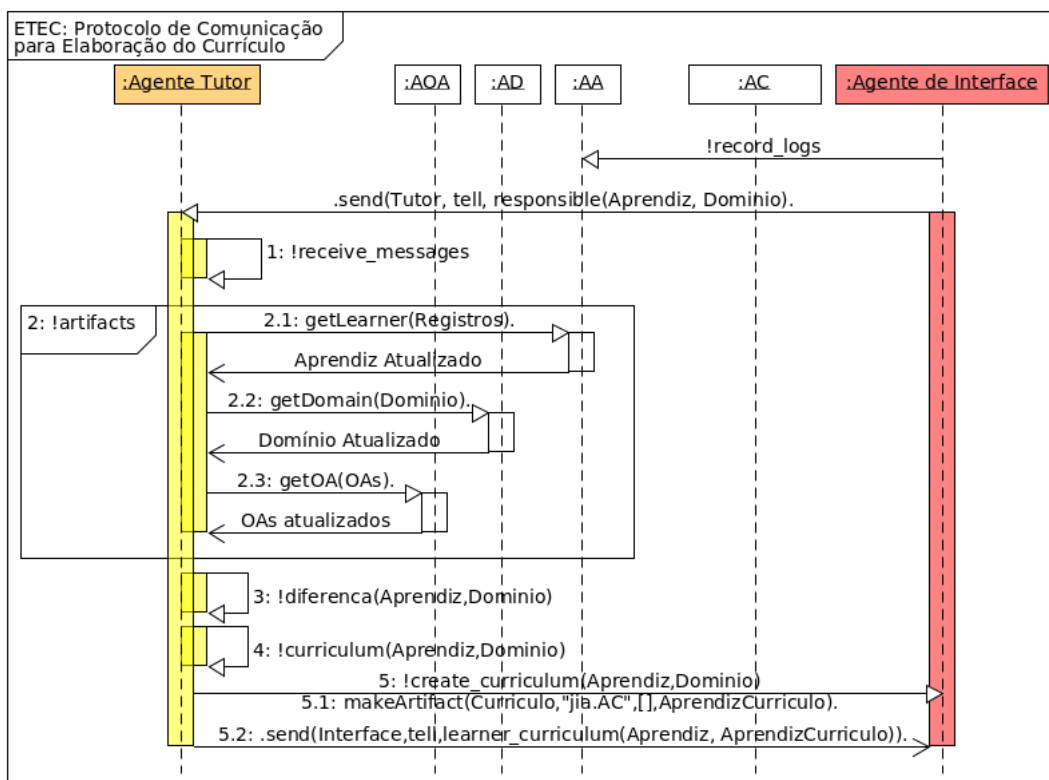 ETEC: Protocolo de Comunicação
para Elaboração do Currículo
:Agente Tutor
:AOA
:AD
:AA
:AC
:Agente de Interface
!record_logs
.send(Tutor, tell, responsible(Aprendiz, Dominio).
1: !receive_messages
2: !artifacts
2.1: getLearner(Registros).
Aprendiz Atualizado
2.2: getDomain(Dominio).
Domínio Atualizado
2.3: getOA(OAs).
OAs atualizados
3: !diferenca(Aprendiz,Dominio)
4: !curriculum(Aprendiz,Dominio)
5: !create_curriculum(Aprendiz,Dominio)
5.1: makeArtifact(Curriculo,"jia.AC",[],AprendizCurriculo).
5.2: .send(Interface,tell,learner_curriculum(Aprendiz, AprendizCurriculo)).